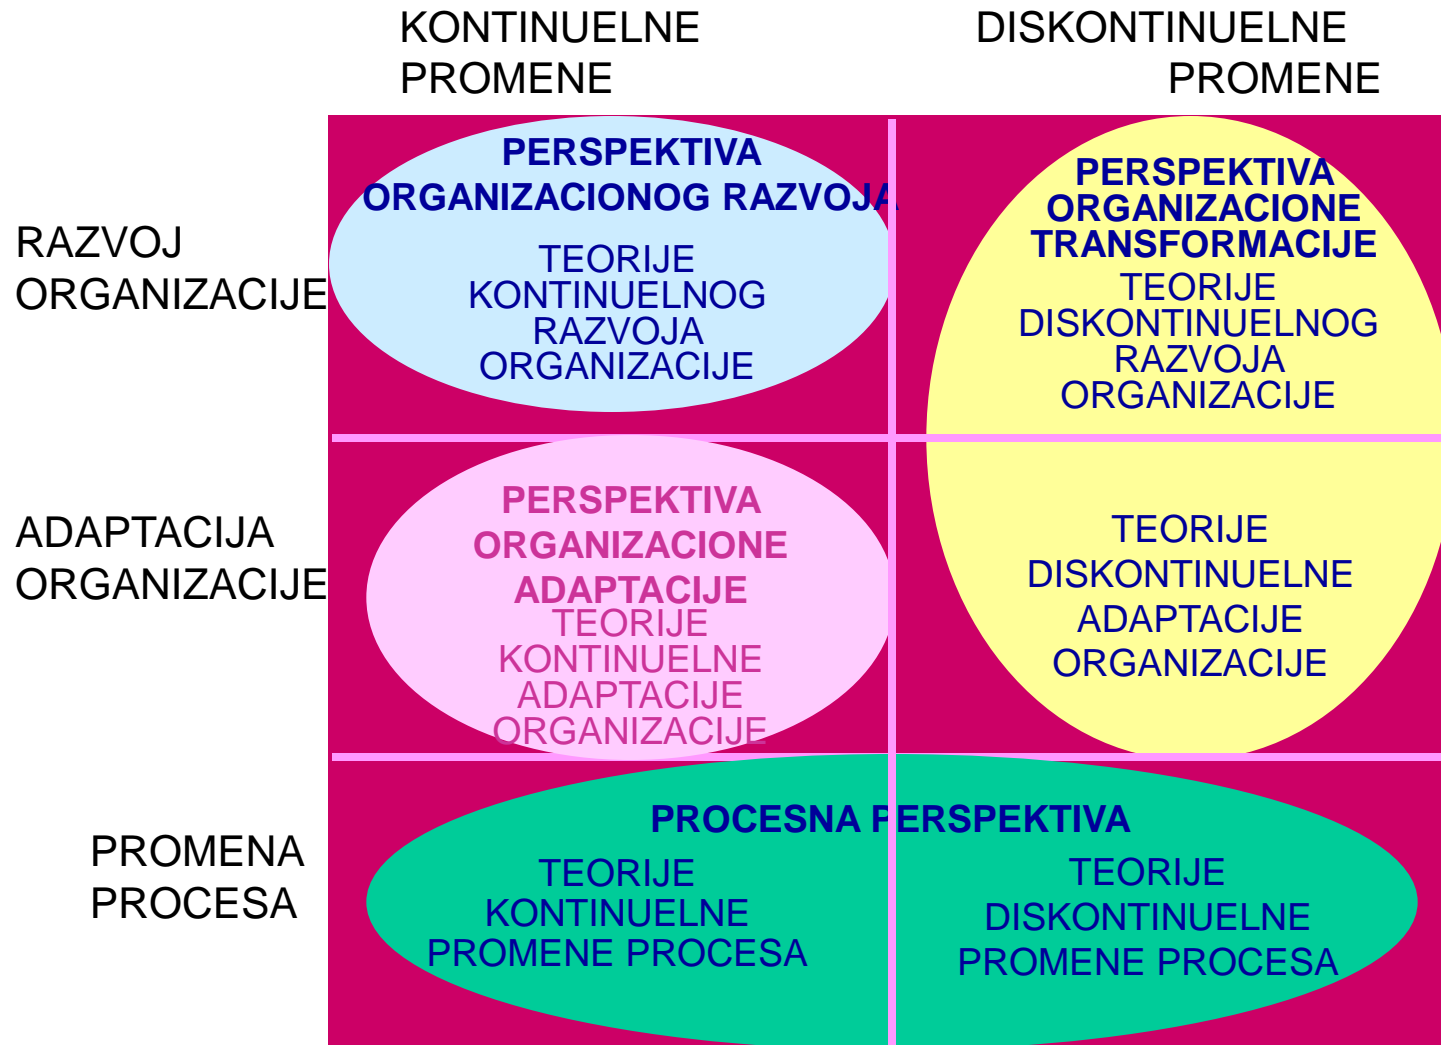 KONTINUELNE
PROMENE
DISKONTINUELNE
PROMENE
RAZVOJ
ORGANIZACIJE
PERSPEKTIVA
ORGANIZACIONOG RAZVOJA
TEORIJE
KONTINUELNOG
RAZVOJA
ORGANIZACIJE
PERSPEKTIVA
ORGANIZACIONE
TRANSFORMACIJE
TEORIJE
DISKONTINUELNOG
RAZVOJA
ORGANIZACIJE
ADAPTACIJA
ORGANIZACIJE
PERSPEKTIVA
ORGANIZACIONE
ADAPTACIJE
TEORIJE
KONTINUELNE
ADAPTACIJE
ORGANIZACIJE
TEORIJE
DISKONTINUELNE
ADAPTACIJE
ORGANIZACIJE
PROMENA
PROCESA
PROCESNA PERSPEKTIVA
TEORIJE
KONTINUELNE
PROMENE PROCESA
TEORIJE
DISKONTINUELNE
PROMENE PROCESA